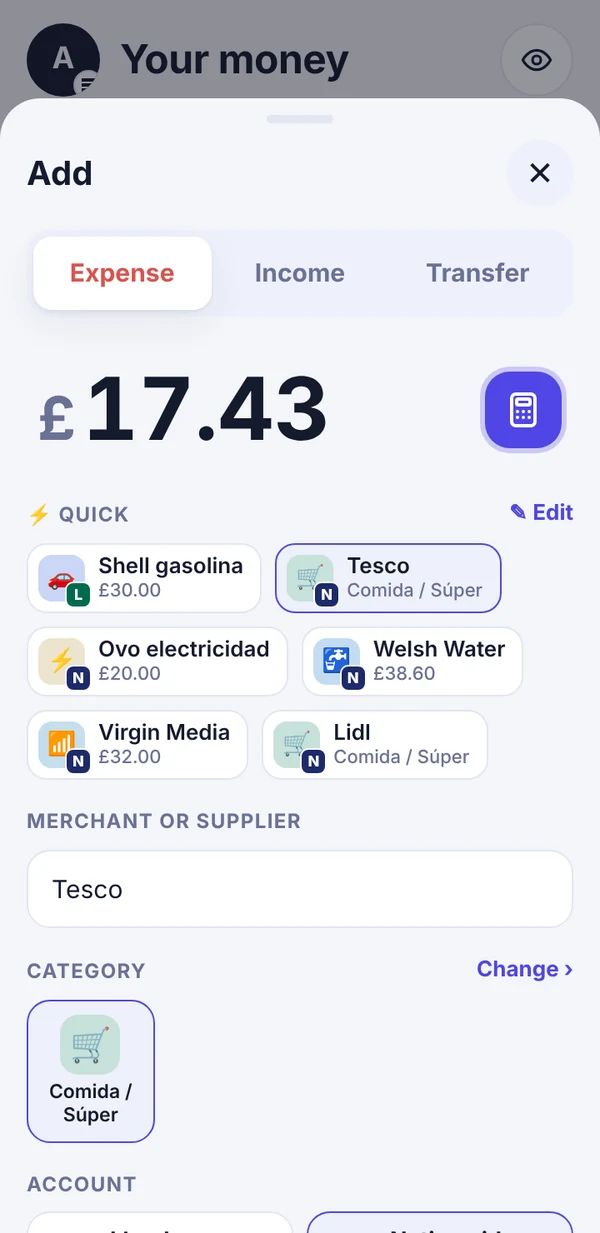 A
Your money
Add
Expense
Income
Transfer
£17.43
⚡ QUICK
✎ Edit
Shell gasolina
£30.00
L
Tesco
Comida / Súper
N
Ovo electricidad
£20.00
N
Welsh Water
£38.60
N
Virgin Media
£32.00
N
Lidl
Comida / Súper
N
MERCHANT OR SUPPLIER
Tesco
CATEGORY
Change ›
Comida /
Súper
ACCOUNT